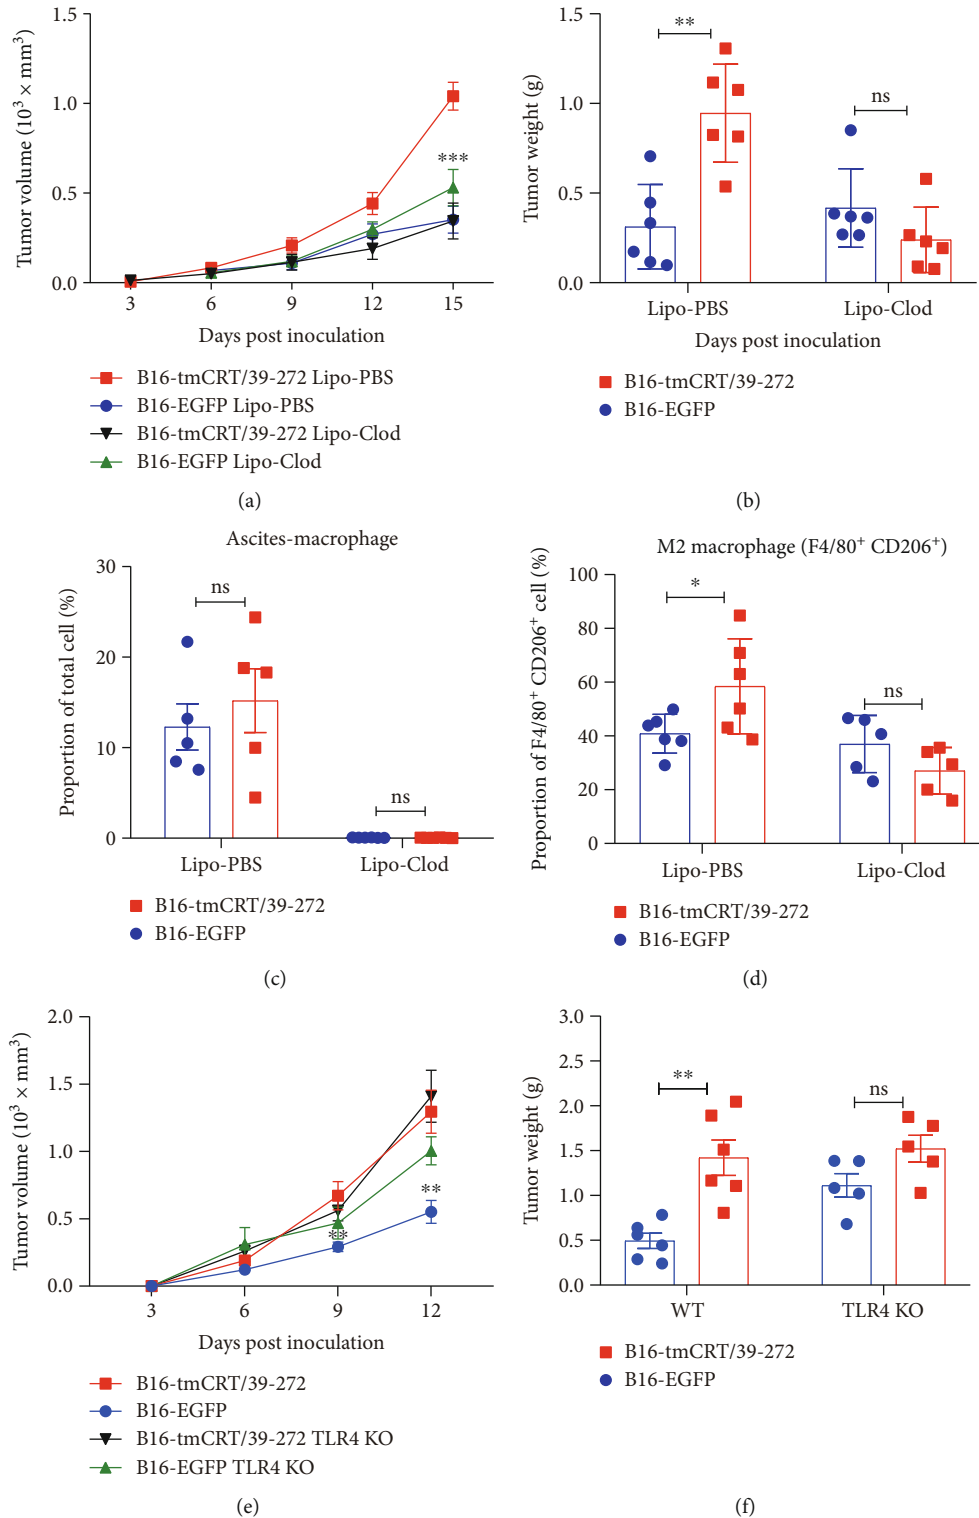 Tumor volume (10³ × mm³)
1.5
1.0
0.5
0.0
***
3 6 9 12 15
Days post inoculation
B16-tmCRT/39-272 Lipo-PBS
B16-EGFP Lipo-PBS
B16-tmCRT/39-272 Lipo-Clod
B16-EGFP Lipo-Clod
(a)
Tumor weight (g)
1.5
1.0
0.5
0.0
**
ns
Lipo-PBS Lipo-Clod
Days post inoculation
B16-tmCRT/39-272
B16-EGFP
(b)
Ascites-macrophage
Proportion of total cell (%)
30
20
10
0
ns
ns
Lipo-PBS Lipo-Clod
B16-tmCRT/39-272
B16-EGFP
(c)
M2 macrophage (F4/80⁺ CD206⁺)
Proportion of F4/80⁺ CD206⁺ cell (%)
100
80
60
40
20
0
*
ns
Lipo-PBS Lipo-Clod
B16-tmCRT/39-272
B16-EGFP
(d)
Tumor volume (10³ × mm³)
2.0
1.5
1.0
0.5
0.0
**
**
3 6 9 12
Days post inoculation
B16-tmCRT/39-272
B16-EGFP
B16-tmCRT/39-272 TLR4 KO
B16-EGFP TLR4 KO
(e)
Tumor weight (g)
3.0
2.5
2.0
1.5
1.0
0.5
0.0
**
ns
WT TLR4 KO
B16-tmCRT/39-272
B16-EGFP
(f)